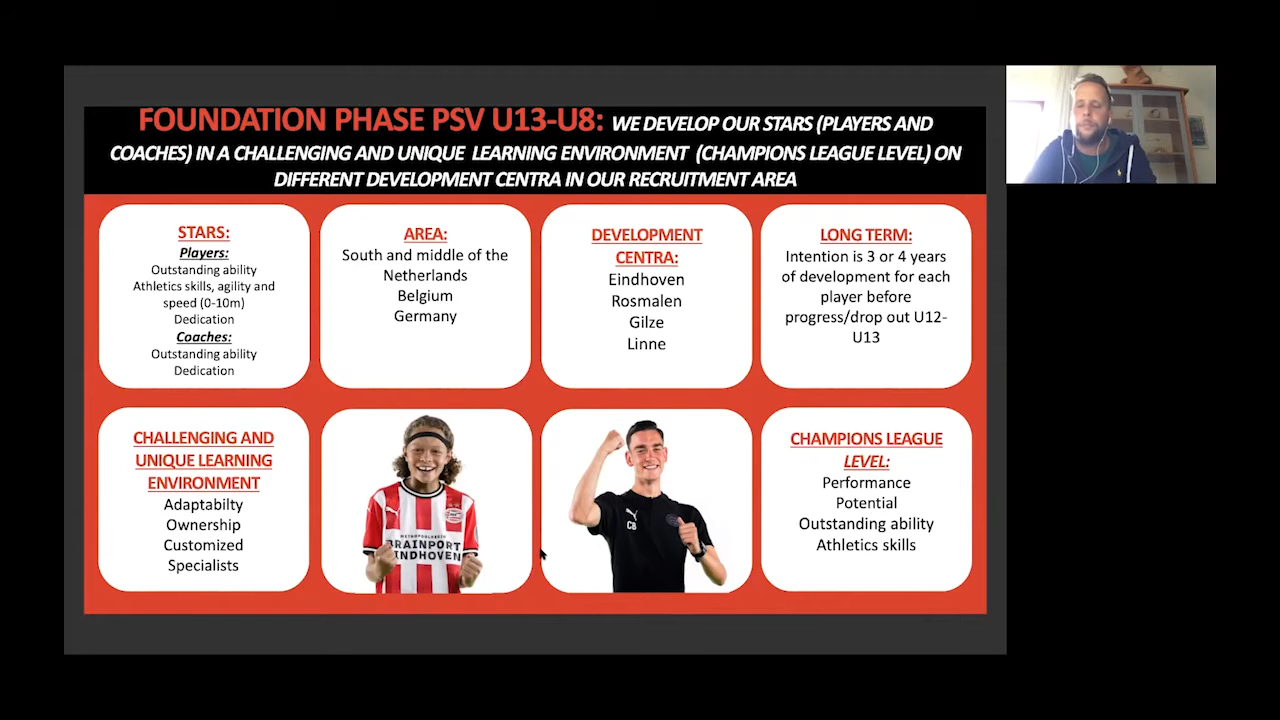 FOUNDATION PHASE PSV U13-U8: WE DEVELOP OUR STARS (PLAYERS AND
COACHES) IN A CHALLENGING AND UNIQUE LEARNING ENVIRONMENT (CHAMPIONS LEAGUE LEVEL) ON
DIFFERENT DEVELOPMENT CENTRA IN OUR RECRUITMENT AREA
STARS:
Players:
Outstanding ability
Athletics skills, agility and
speed (0-10m)
Dedication
Coaches:
Outstanding ability
Dedication
AREA:
South and middle of the
Netherlands
Belgium
Germany
DEVELOPMENT
CENTRA:
Eindhoven
Rosmalen
Gilze
Linne
LONG TERM:
Intention is 3 or 4 years
of development for each
player before
progress/drop out U12-
U13
CHALLENGING AND
UNIQUE LEARNING
ENVIRONMENT
Adaptabilty
Ownership
Customized
Specialists
METROPOOLREGIO
BRAINPORT
EINDHOVEN
CB
CHAMPIONS LEAGUE
LEVEL:
Performance
Potential
Outstanding ability
Athletics skills